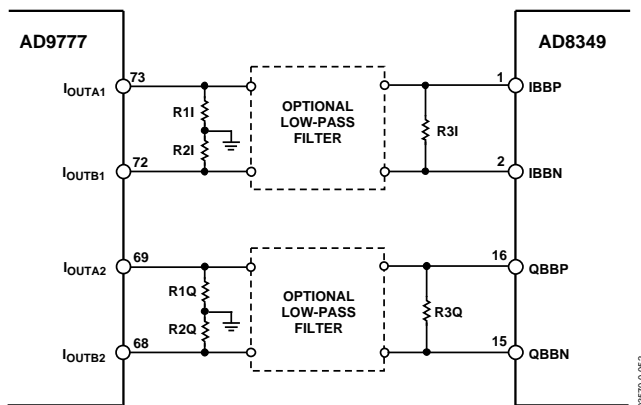 AD9777
AD8349
IOUTA1
73
R1I
R2I
IOUTB1
72
OPTIONAL
LOW-PASS
FILTER
R3I
1
IBBP
2
IBBN
IOUTA2
69
R1Q
R2Q
IOUTB2
68
OPTIONAL
LOW-PASS
FILTER
R3Q
16
QBBP
15
QBBN